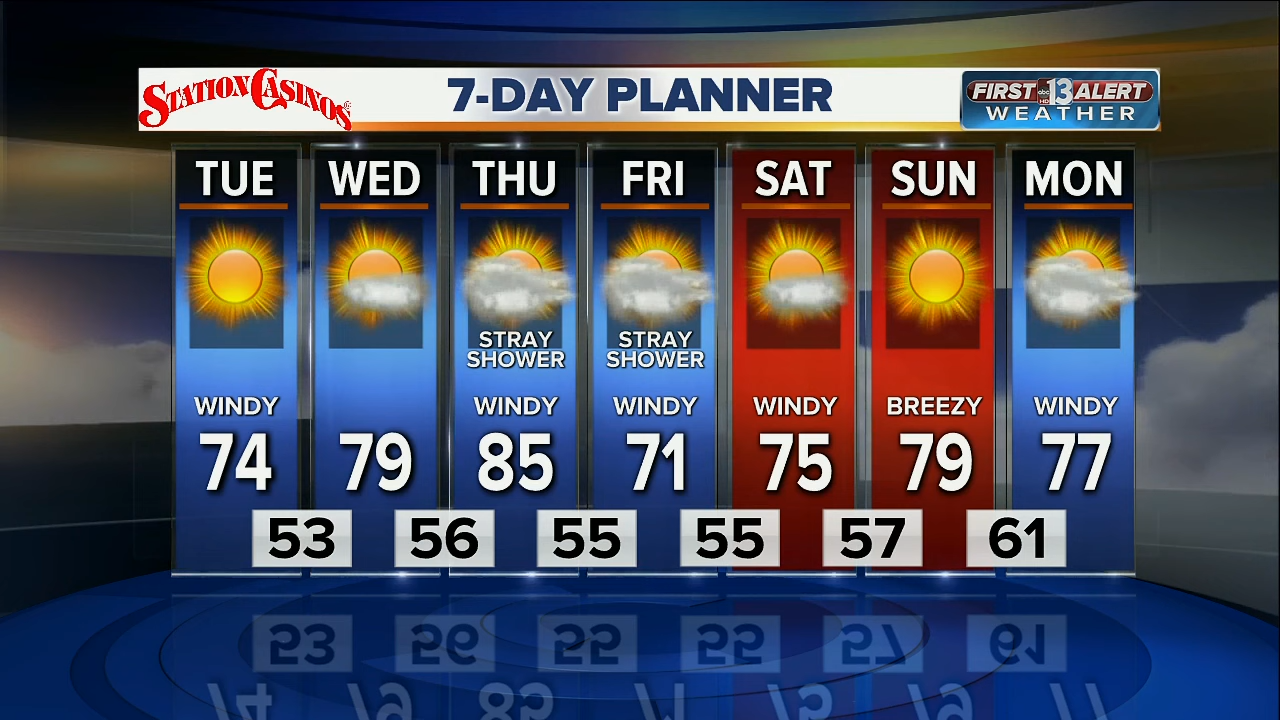 STATION CASINOS
7-DAY PLANNER
FIRST abc 13 HD ALERT
WEATHER
TUE WED THU FRI SAT SUN MON
STRAY SHOWER STRAY SHOWER
WINDY WINDY WINDY WINDY BREEZY WINDY
74 79 85 71 75 79 77
53 56 55 55 57 61